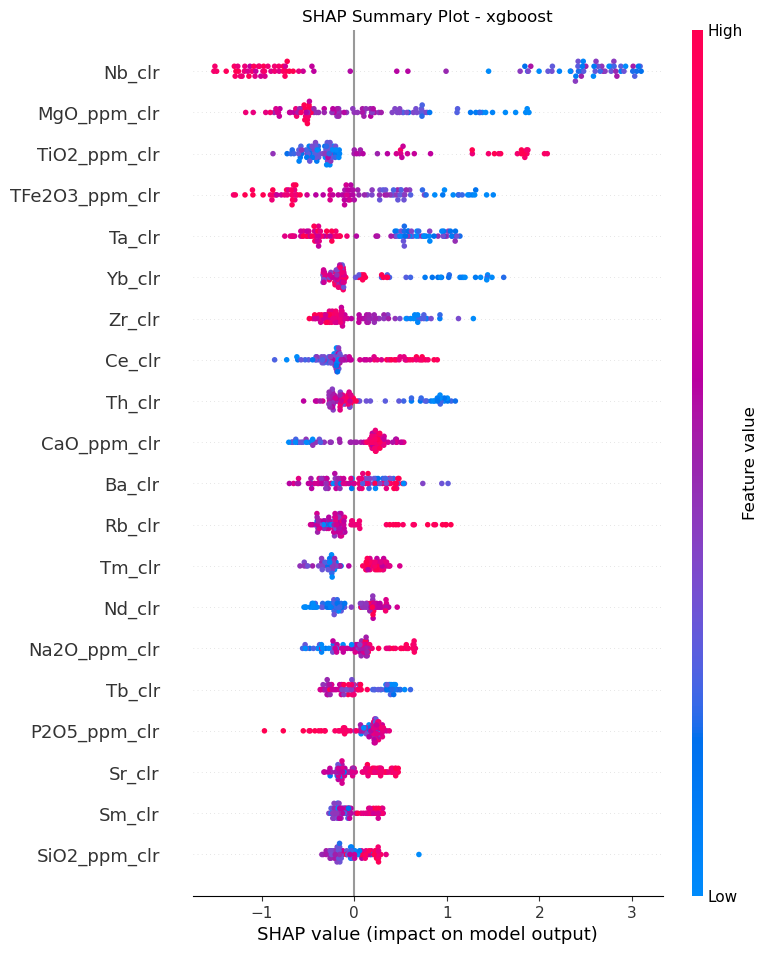 SHAP Summary Plot - xgboost
High
Nb_clr
MgO_ppm_clr
TiO2_ppm_clr
TFe2O3_ppm_clr
Ta_clr
Yb_clr
Zr_clr
Ce_clr
Th_clr
CaO_ppm_clr
Ba_clr
Rb_clr
Tm_clr
Nd_clr
Na2O_ppm_clr
Tb_clr
P2O5_ppm_clr
Sr_clr
Sm_clr
SiO2_ppm_clr
Feature value
Low
−1 0 1 2 3
SHAP value (impact on model output)